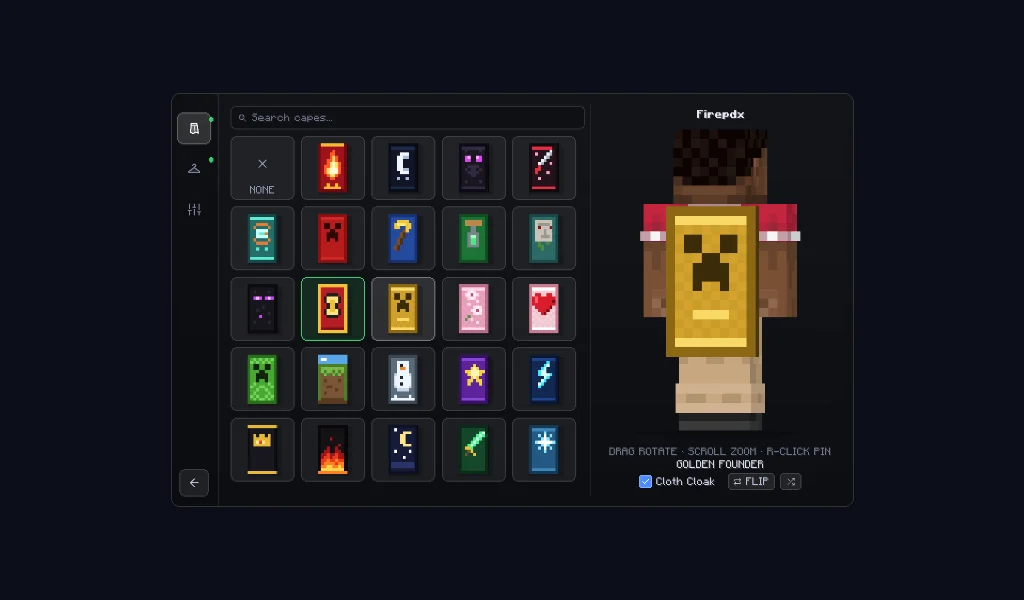 Search capes...
NONE
Firepdx
DRAG ROTATE · SCROLL ZOOM · R-CLICK PIN
GOLDEN FOUNDER
Cloth Cloak
FLIP